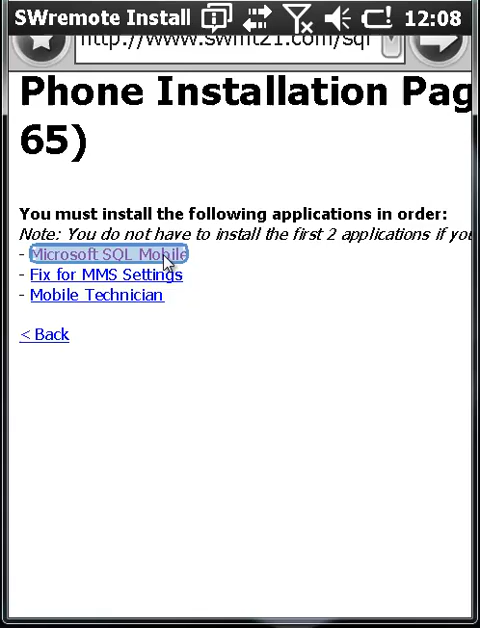 SWremote Install 12:08
http://www.swmt21.com/sql
Phone Installation Pag
65)
You must install the following applications in order:
Note: You do not have to install the first 2 applications if you
- Microsoft SQL Mobile
- Fix for MMS Settings
- Mobile Technician
< Back